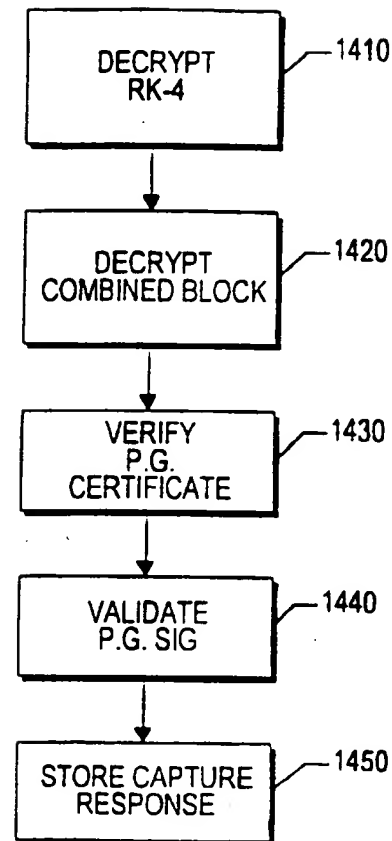 DECRYPT
RK-4
1410
DECRYPT
COMBINED BLOCK
1420
VERIFY
P.G.
CERTIFICATE
1430
VALIDATE
P.G. SIG
1440
STORE CAPTURE
RESPONSE
1450